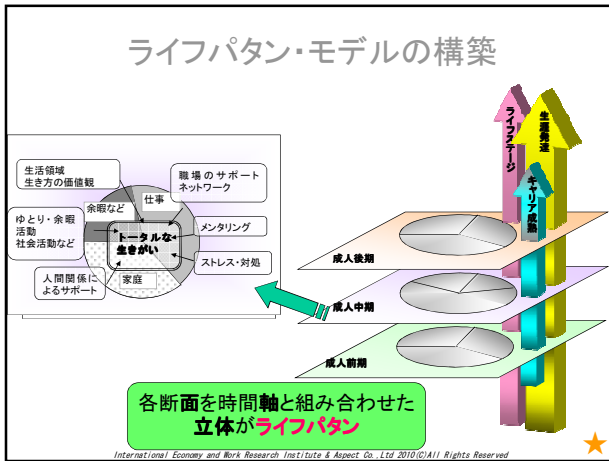 ライフパタン・モデルの構築
生活領域
生き方の価値観
職場のサポート
ネットワーク
余暇など
仕事
ゆとり・余暇
活動
社会活動など
トータルな
生きがい
メンタリング
ストレス・対処
人間関係に
よるサポート
家庭
ライフステージ
生涯発達
キャリア成熟
成人後期
成人中期
成人前期
各断面を時間軸と組み合わせた
立体がライフパタン
International Economy and Work Research Institute & Aspect Co.,Ltd 2010(C)All Rights Reserved